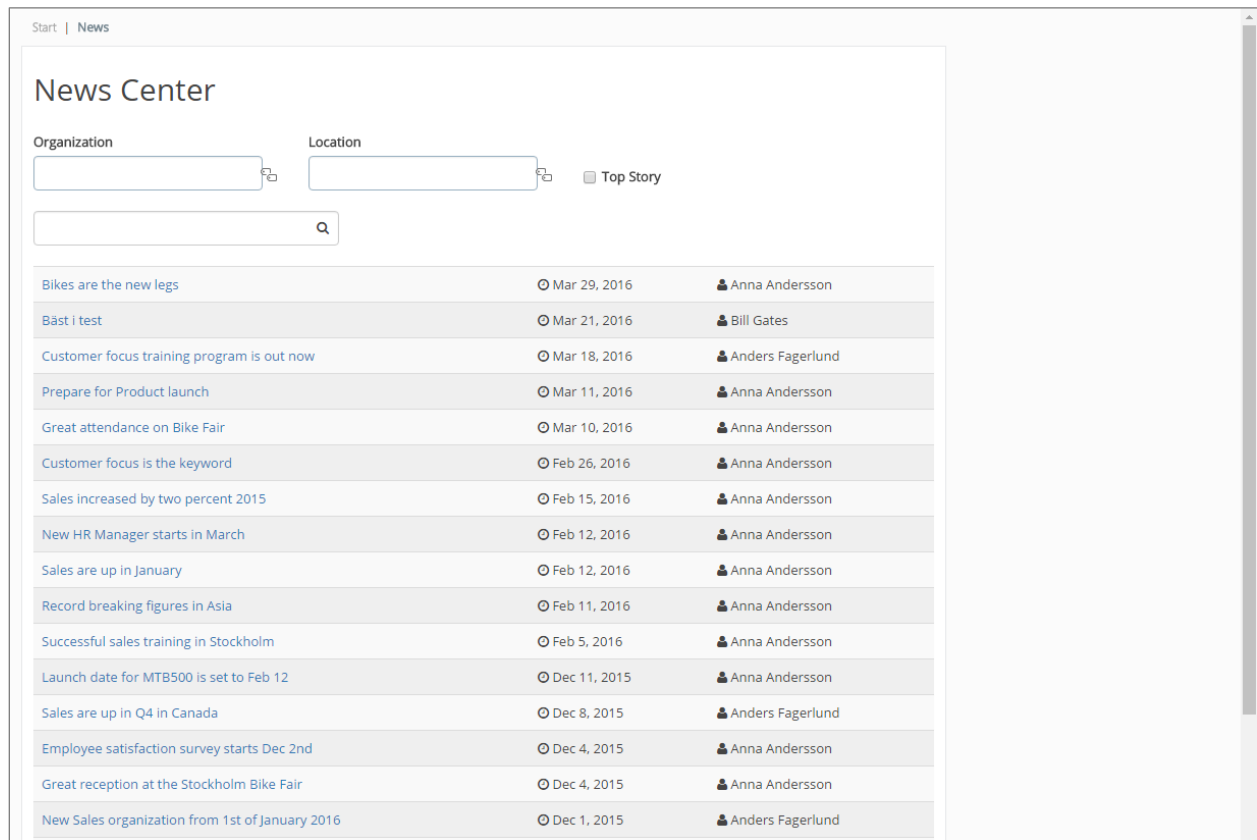 Start | News
News Center
Organization Location
Top Story
Bikes are the new legs Mar 29, 2016 Anna Andersson
Bäst i test Mar 21, 2016 Bill Gates
Customer focus training program is out now Mar 18, 2016 Anders Fagerlund
Prepare for Product launch Mar 11, 2016 Anna Andersson
Great attendance on Bike Fair Mar 10, 2016 Anna Andersson
Customer focus is the keyword Feb 26, 2016 Anna Andersson
Sales increased by two percent 2015 Feb 15, 2016 Anna Andersson
New HR Manager starts in March Feb 12, 2016 Anna Andersson
Sales are up in January Feb 12, 2016 Anna Andersson
Record breaking figures in Asia Feb 11, 2016 Anna Andersson
Successful sales training in Stockholm Feb 5, 2016 Anna Andersson
Launch date for MTB500 is set to Feb 12 Dec 11, 2015 Anna Andersson
Sales are up in Q4 in Canada Dec 8, 2015 Anders Fagerlund
Employee satisfaction survey starts Dec 2nd Dec 4, 2015 Anna Andersson
Great reception at the Stockholm Bike Fair Dec 4, 2015 Anna Andersson
New Sales organization from 1st of January 2016 Dec 1, 2015 Anders Fagerlund